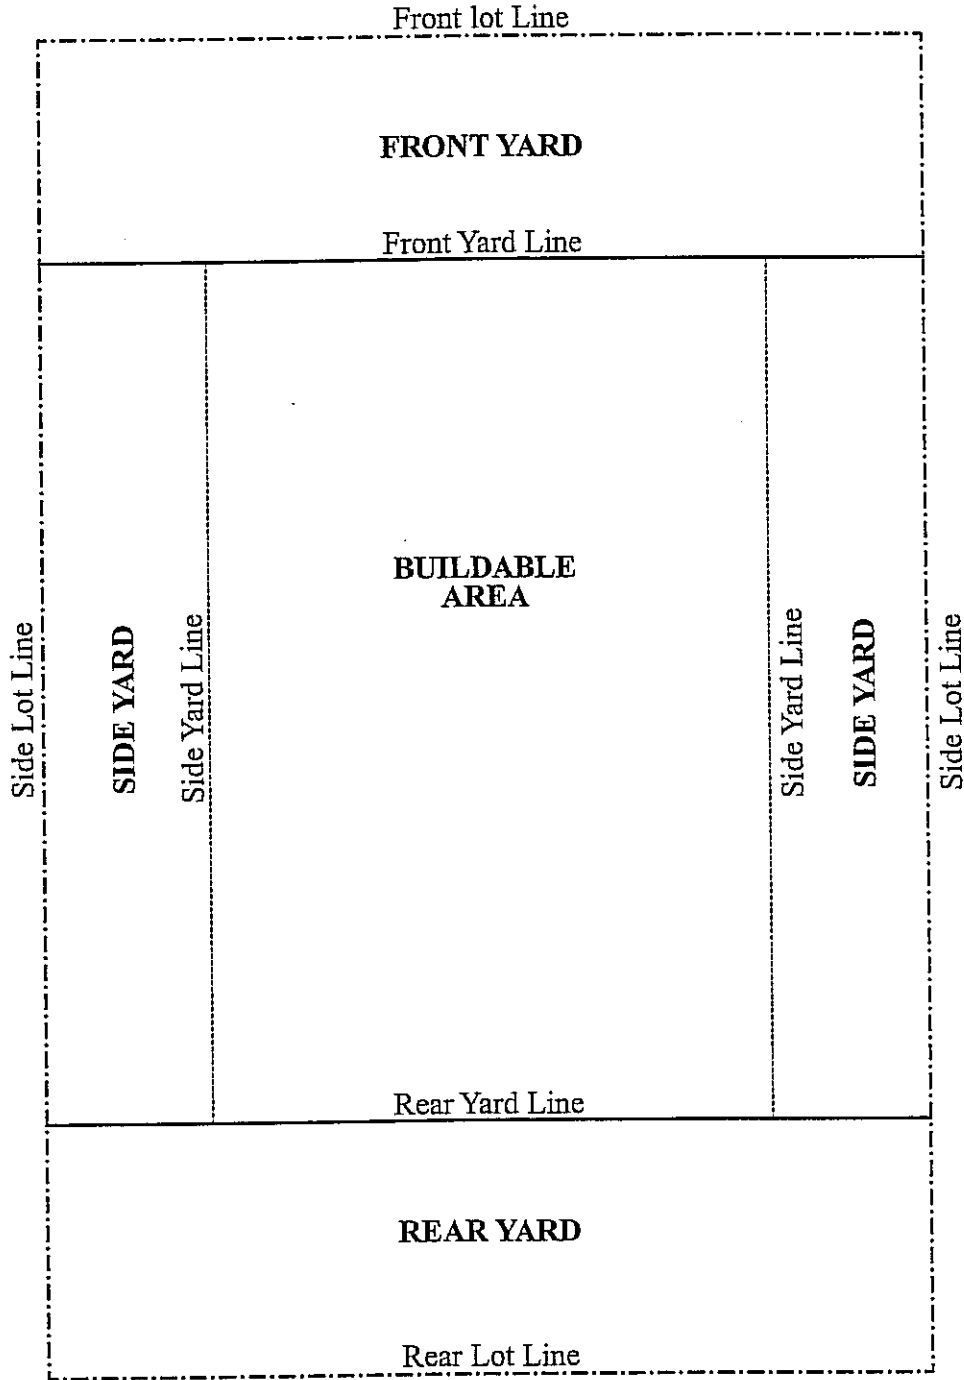 Front lot Line
FRONT YARD
Front Yard Line
BUILDABLE
AREA
Side Lot Line
SIDE YARD
Side Yard Line
Side Yard Line
SIDE YARD
Side Lot Line
Rear Yard Line
REAR YARD
Rear Lot Line